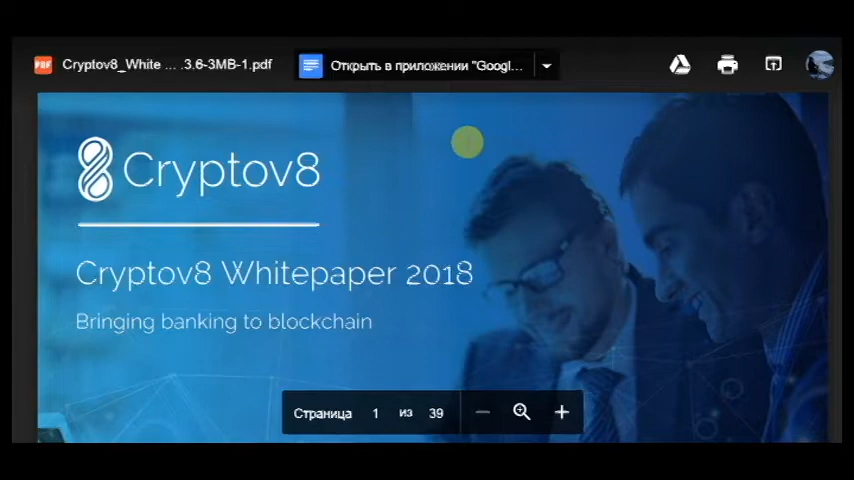 PDF
Cryptov8_White ... .3.6-3MB-1.pdf
Открыть в приложении "Googl...
Cryptov8
Cryptov8 Whitepaper 2018
Bringing banking to blockchain
Страница 1 из 39